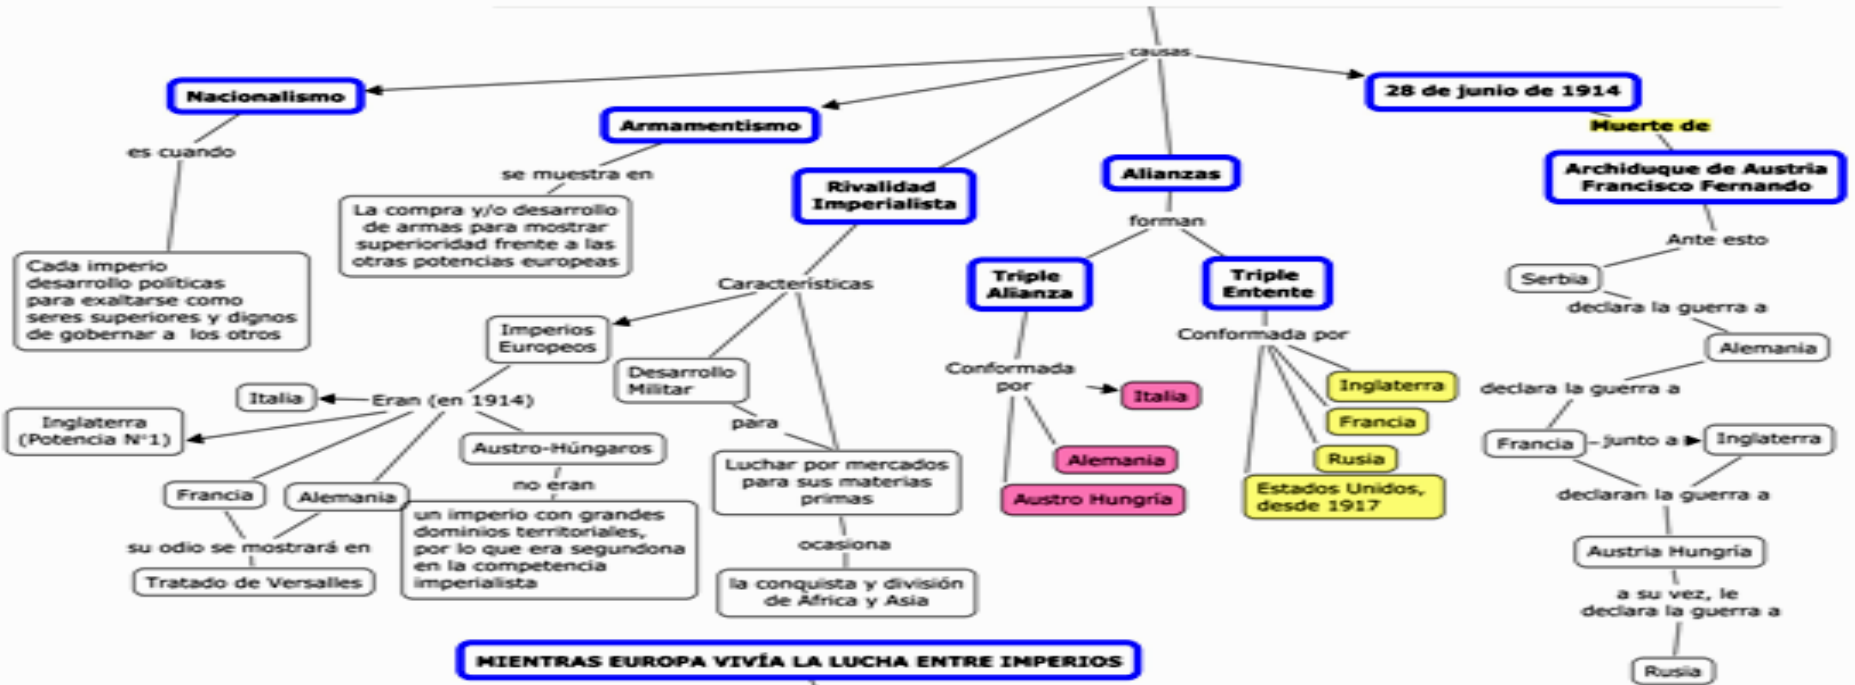 causas
Nacionalismo
es cuando
Cada imperio
desarrollo políticas
para exaltarse como
seres superiores y dignos
de gobernar a los otros
Armamentismo
se muestra en
La compra y/o desarrollo
de armas para mostrar
superioridad frente a las
otras potencias europeas
Rivalidad
Imperialista
Características
Imperios
Europeos
Eran (en 1914)
Italia
Inglaterra
(Potencia N°1)
Francia
Alemania
su odio se mostrará en
Tratado de Versalles
Austro-Húngaros
no eran
un imperio con grandes
dominios territoriales,
por lo que era segundona
en la competencia
imperialista
Desarrollo
Militar
para
Luchar por mercados
para sus materias
primas
ocasiona
la conquista y división
de África y Asia
Alianzas
forman
Triple
Alianza
Conformada
por
Italia
Alemania
Austro Hungría
Triple
Entente
Conformada por
Inglaterra
Francia
Rusia
Estados Unidos,
desde 1917
28 de junio de 1914
Muerte de
Archiduque de Austria
Francisco Fernando
Ante esto
Serbia
declara la guerra a
Alemania
declara la guerra a
Francia
junto a
Inglaterra
declaran la guerra a
Austria Hungría
a su vez, le
declara la guerra a
Rusia
MIENTRAS EUROPA VIVÍA LA LUCHA ENTRE IMPERIOS